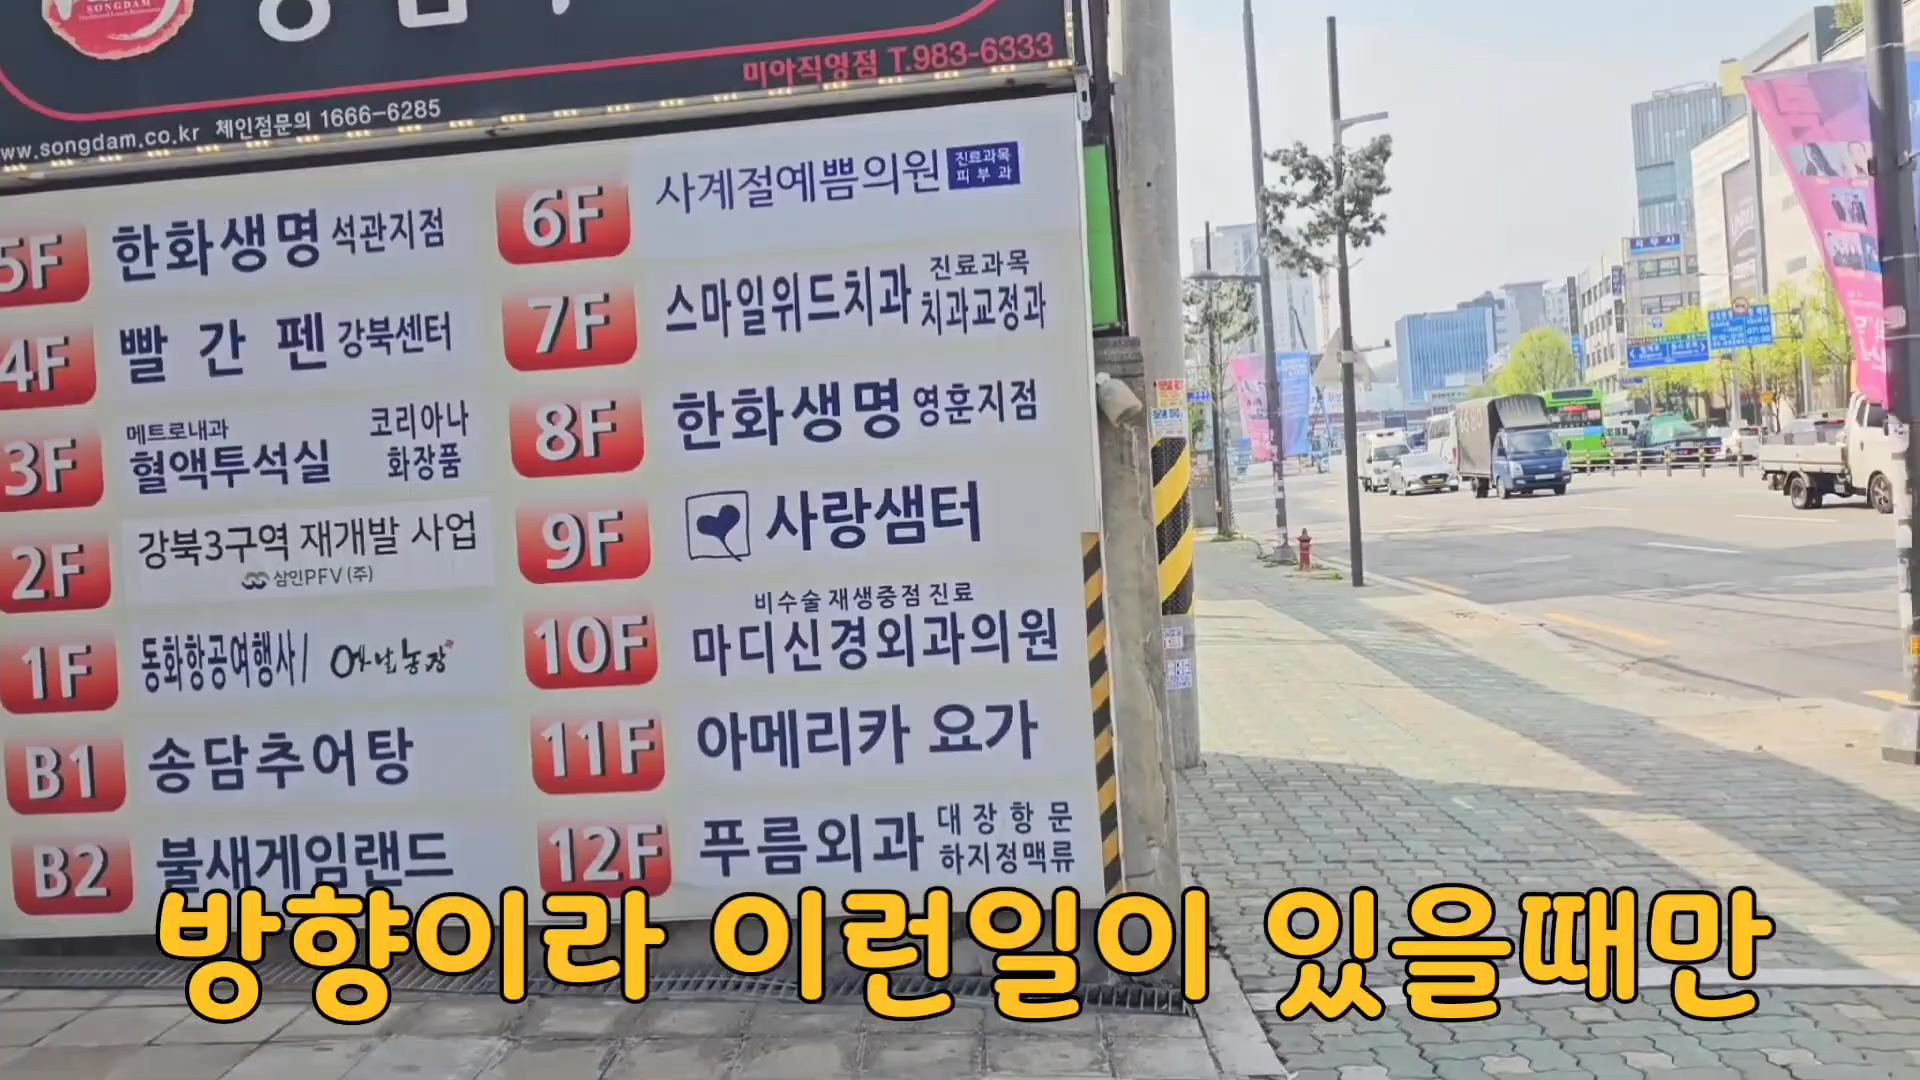 SONGDAM
미아직영점 T.983-6333
www.songdam.co.kr 체인점문의 1666-6285
5F 한화생명 석관지점
4F 빨간펜 강북센터
3F 메트로내과 혈액투석실 코리아나 화장품
2F 강북3구역 재개발 사업
삼인PFV(주)
1F 동화항공여행사/ 옛날농장
B1 송담추어탕
B2 불새게임랜드
6F 사계절예쁨의원 진료과목 피부과
7F 스마일위드치과 진료과목 치과교정과
8F 한화생명 영훈지점
9F 사랑샘터
10F 비수술 재생중점 진료
마디신경외과의원
11F 아메리카 요가
12F 푸름외과 대장항문 하지정맥류
방향이라 이런일이 있을때만